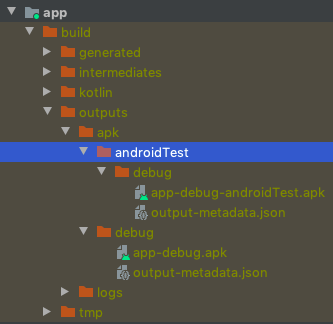 app
build
generated
intermediates
kotlin
outputs
apk
androidTest
debug
app-debug-androidTest.apk
output-metadata.json
debug
app-debug.apk
output-metadata.json
logs
tmp